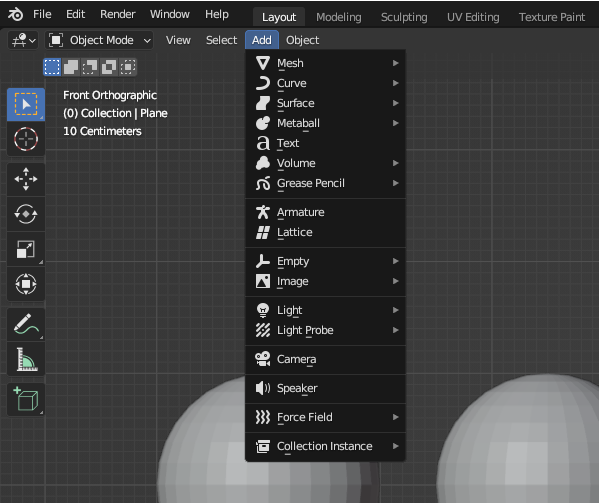 File Edit Render Window Help Layout Modeling Sculpting UV Editing Texture Paint
Object Mode View Select Add Object
Front Orthographic
(0) Collection | Plane
10 Centimeters
Mesh
Curve
Surface
Metaball
Text
Volume
Grease Pencil
Armature
Lattice
Empty
Image
Light
Light Probe
Camera
Speaker
Force Field
Collection Instance